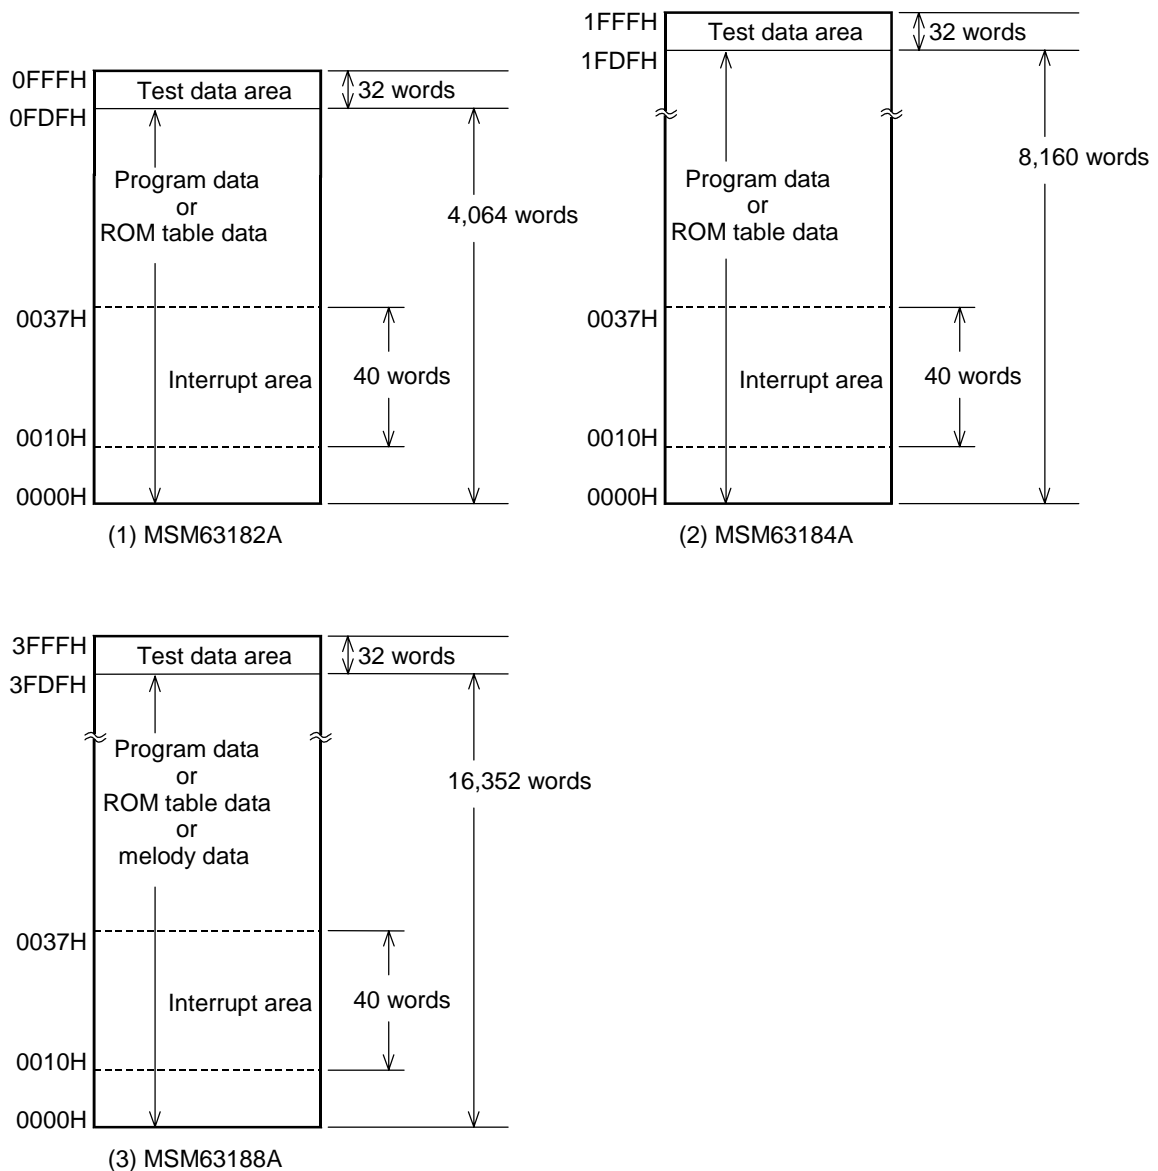 0FFFH
Test data area
32 words
0FDFH
Program data
or
ROM table data
4,064 words
0037H
Interrupt area
40 words
0010H
0000H
(1) MSM63182A
1FFFH
Test data area
32 words
1FDFH
8,160 words
Program data
or
ROM table data
0037H
Interrupt area
40 words
0010H
0000H
(2) MSM63184A
3FFFH
Test data area
32 words
3FDFH
Program data
or
ROM table data
or
melody data
16,352 words
0037H
Interrupt area
40 words
0010H
0000H
(3) MSM63188A